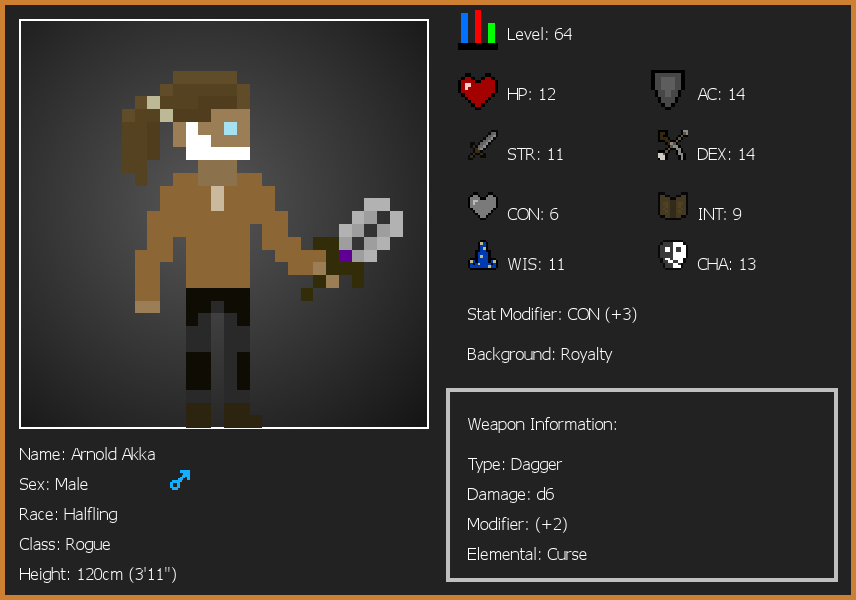 Level: 64
HP: 12
AC: 14
STR: 11
DEX: 14
CON: 6
INT: 9
WIS: 11
CHA: 13
Stat Modifier: CON (+3)
Background: Royalty
Weapon Information:
Type: Dagger
Damage: d6
Modifier: (+2)
Elemental: Curse
Name: Arnold Akka
Sex: Male
Race: Halfling
Class: Rogue
Height: 120cm (3'11")